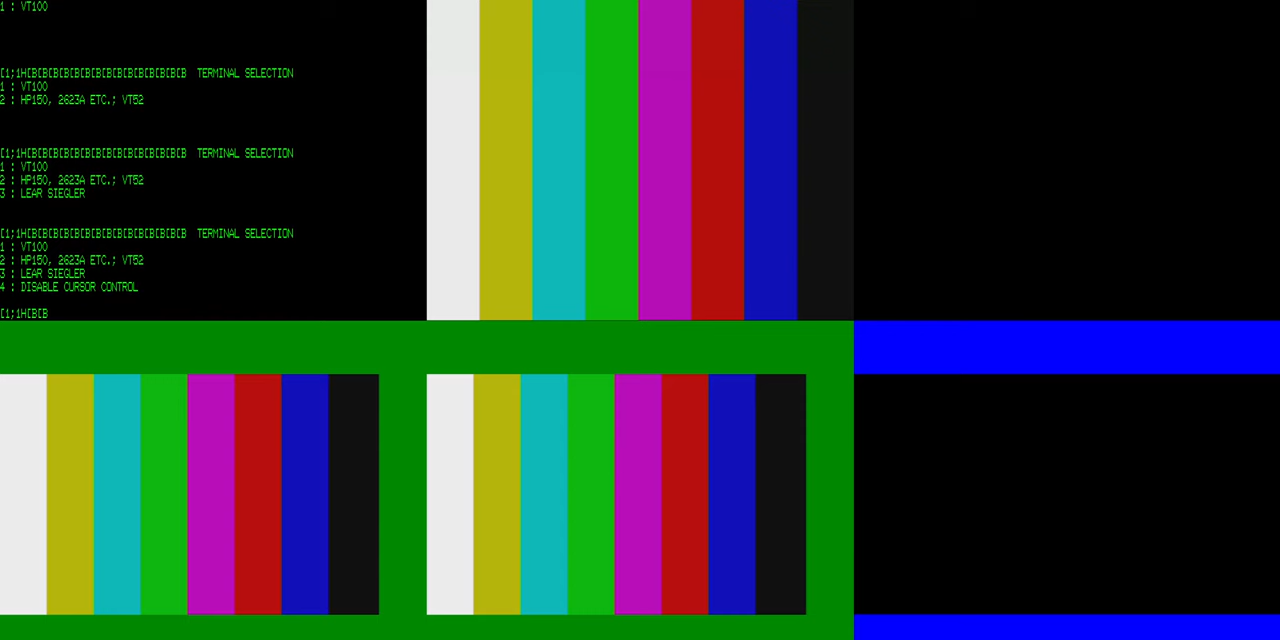 1 : VT100
[1;1H[B[B[B[B[B[B[B[B[B[B[B[B[B[B[B  TERMINAL SELECTION
1 : VT100
2 : HP150, 2623A ETC.; VT52
[1;1H[B[B[B[B[B[B[B[B[B[B[B[B[B[B[B  TERMINAL SELECTION
1 : VT100
2 : HP150, 2623A ETC.; VT52
3 : LEAR SIEGLER
[1;1H[B[B[B[B[B[B[B[B[B[B[B[B[B[B[B  TERMINAL SELECTION
1 : VT100
2 : HP150, 2623A ETC.; VT52
3 : LEAR SIEGLER
4 : DISABLE CURSOR CONTROL
[1;1H[B[B